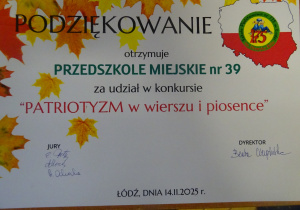 PODZIĘKOWANIE
otrzymuje
PRZEDSZKOLE MIEJSKIE nr 39
za udział w konkursie
"PATRIOTYZM w wierszu i piosence"
JURY
DYREKTOR
ŁÓDŹ, DNIA 14.11.2025 r.